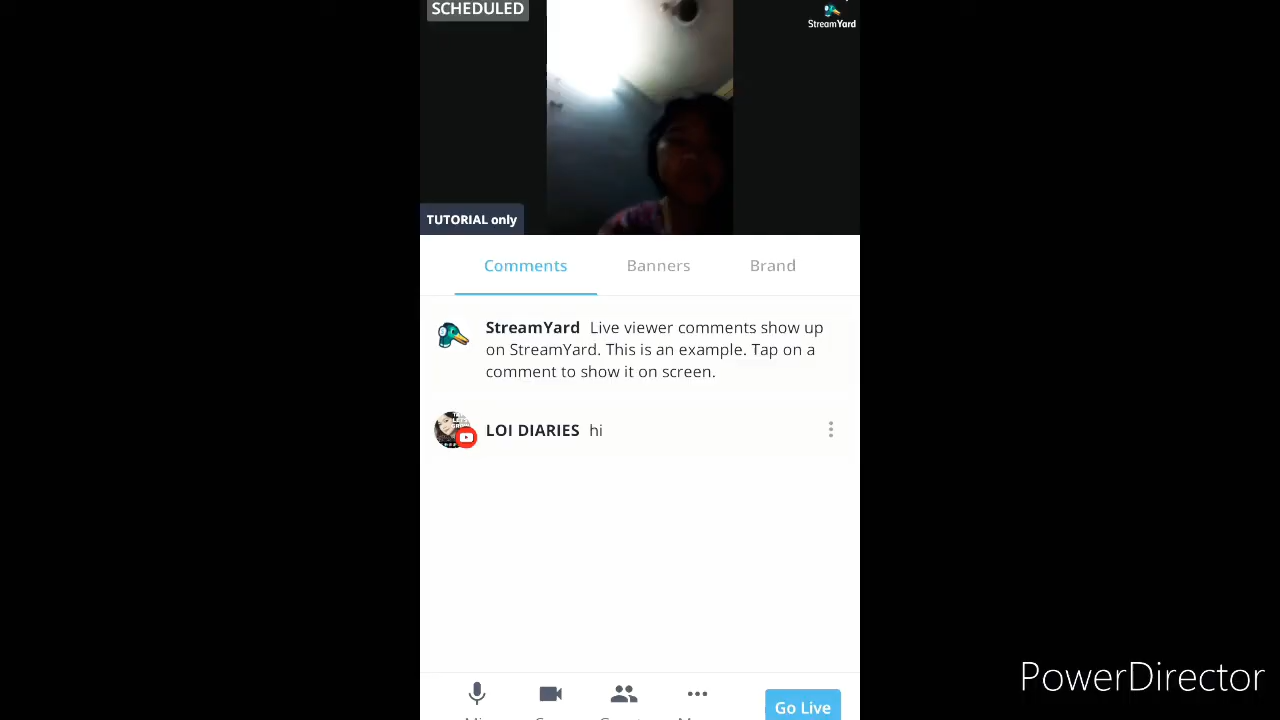 SCHEDULED
StreamYard
TUTORIAL only
Comments Banners Brand
StreamYard Live viewer comments show up
on StreamYard. This is an example. Tap on a
comment to show it on screen.
LOI DIARIES hi
Go Live
PowerDirector